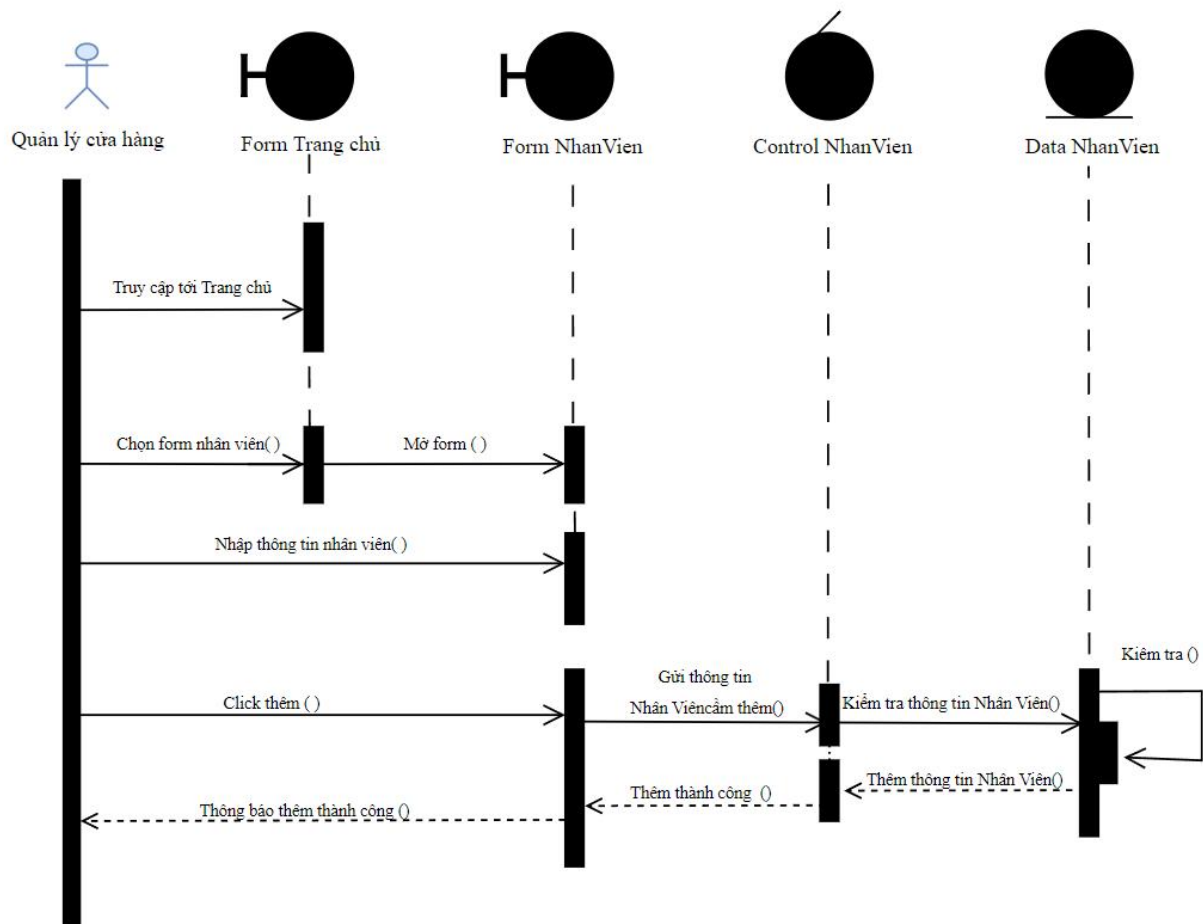 Quản lý cửa hàng
Form Trang chủ
Form NhanVien
Control NhanVien
Data NhanVien
Truy cập tới Trang chủ
Chọn form nhân viên( )
Mở form ( )
Nhập thông tin nhân viên( )
Kiêm tra ()
Click thêm ( )
Gửi thông tin
Nhân Viêncầm thêm()
Kiểm tra thông tin Nhân Viên()
Thêm thông tin Nhân Viên()
Thêm thành công ()
Thông báo thêm thành công ()